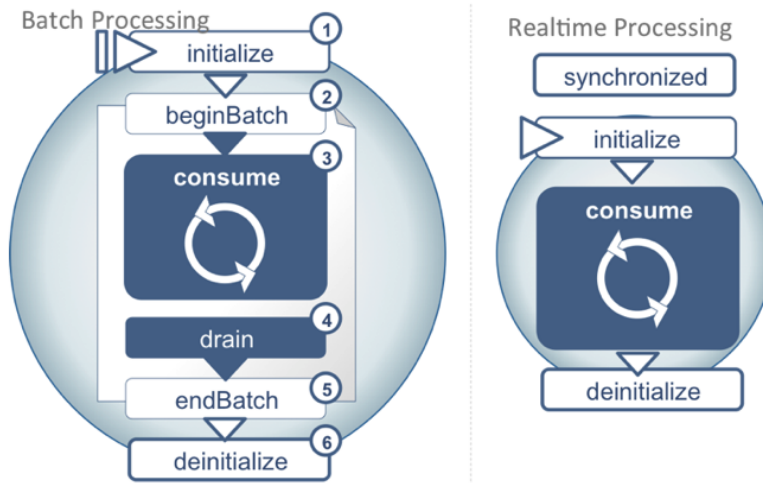 Batch Processing
1
initialize
2
beginBatch
3
consume
4
drain
5
endBatch
6
deinitialize
Realtime Processing
synchronized
initialize
consume
deinitialize